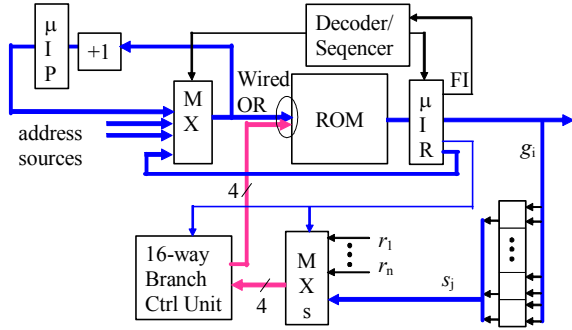 μ
I
P
+1
Decoder/
Seqencer
M
X
Wired
OR
ROM
μ
I
R
FI
address
sources
g_i
4
16-way
Branch
Ctrl Unit
4
M
X
s
r_1
r_n
s_j